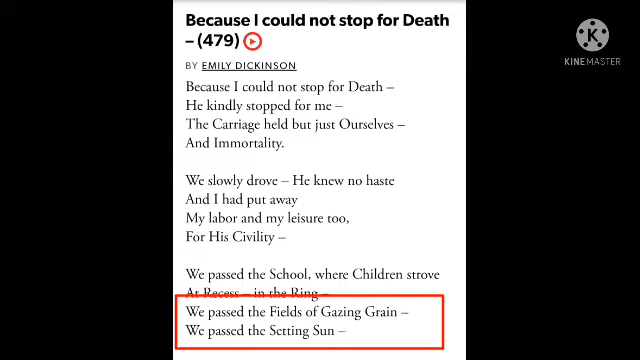 Because I could not stop for Death
– (479)
BY EMILY DICKINSON
Because I could not stop for Death –
He kindly stopped for me –
The Carriage held but just Ourselves –
And Immortality.
We slowly drove – He knew no haste
And I had put away
My labor and my leisure too,
For His Civility –
We passed the School, where Children strove
At Recess – in the Ring –
We passed the Fields of Gazing Grain –
We passed the Setting Sun –
K
KINEMASTER